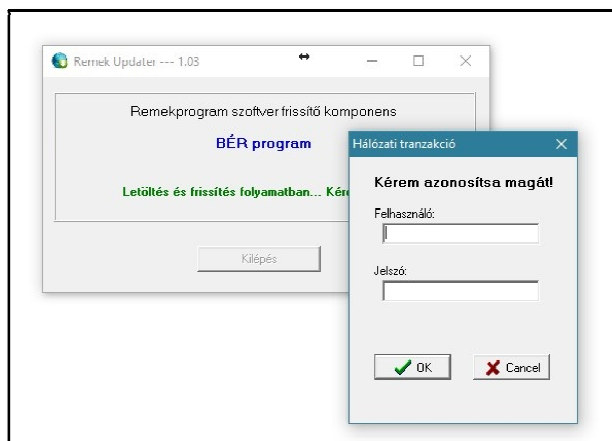 Remek Updater --- 1.03
Remekprogram szoftver frissítő komponens
BÉR program
Letöltés és frissítés folyamatban... Kér
Kilépés
Hálózati tranzakció
Kérem azonosítsa magát!
Felhasználó:
Jelszó:
OK
Cancel